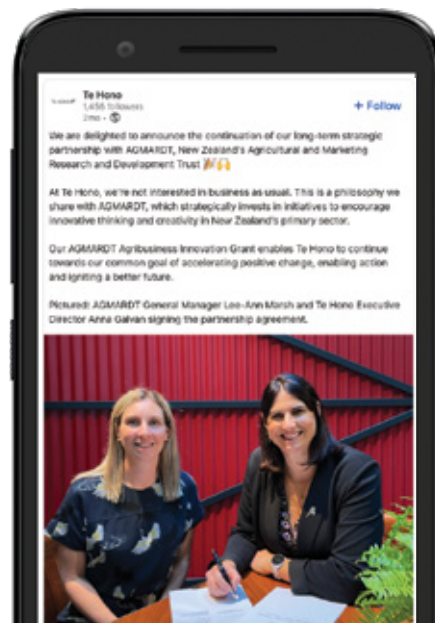 Te Hono
1,456 followers
2mo •
+ Follow
We are delighted to announce the continuation of our long-term strategic
partnership with AGMARDT, New Zealand's Agricultural and Marketing
Research and Development Trust 🎉🙌
At Te Hono, we're not interested in business as usual. This is a philosophy we
share with AGMARDT, which strategically invests in initiatives to encourage
innovative thinking and creativity in New Zealand's primary sector.
Our AGMARDT Agribusiness Innovation Grant enables Te Hono to continue
towards our common goal of accelerating positive change, enabling action
and igniting a better future.
Pictured: AGMARDT General Manager Lee-Ann Marsh and Te Hono Executive
Director Anna Galvan signing the partnership agreement.